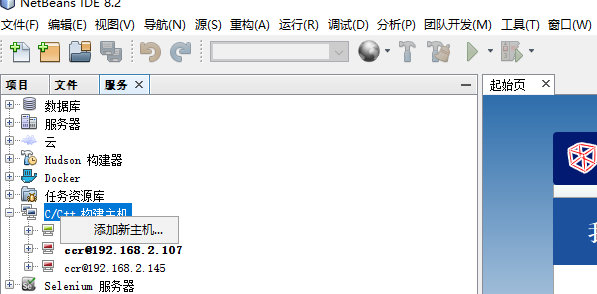 NetBeans IDE 8.2
文件(F) 编辑(E) 视图(V) 导航(N) 源(S) 重构(A) 运行(R) 调试(D) 分析(P) 团队开发(M) 工具(T) 窗口(W)
项目 文件 服务 起始页
数据库
服务器
云
Hudson 构建器
Docker
任务资源库
C/C++ 构建主机
添加新主机...
ccr@192.168.2.107
ccr@192.168.2.145
Selenium 服务器